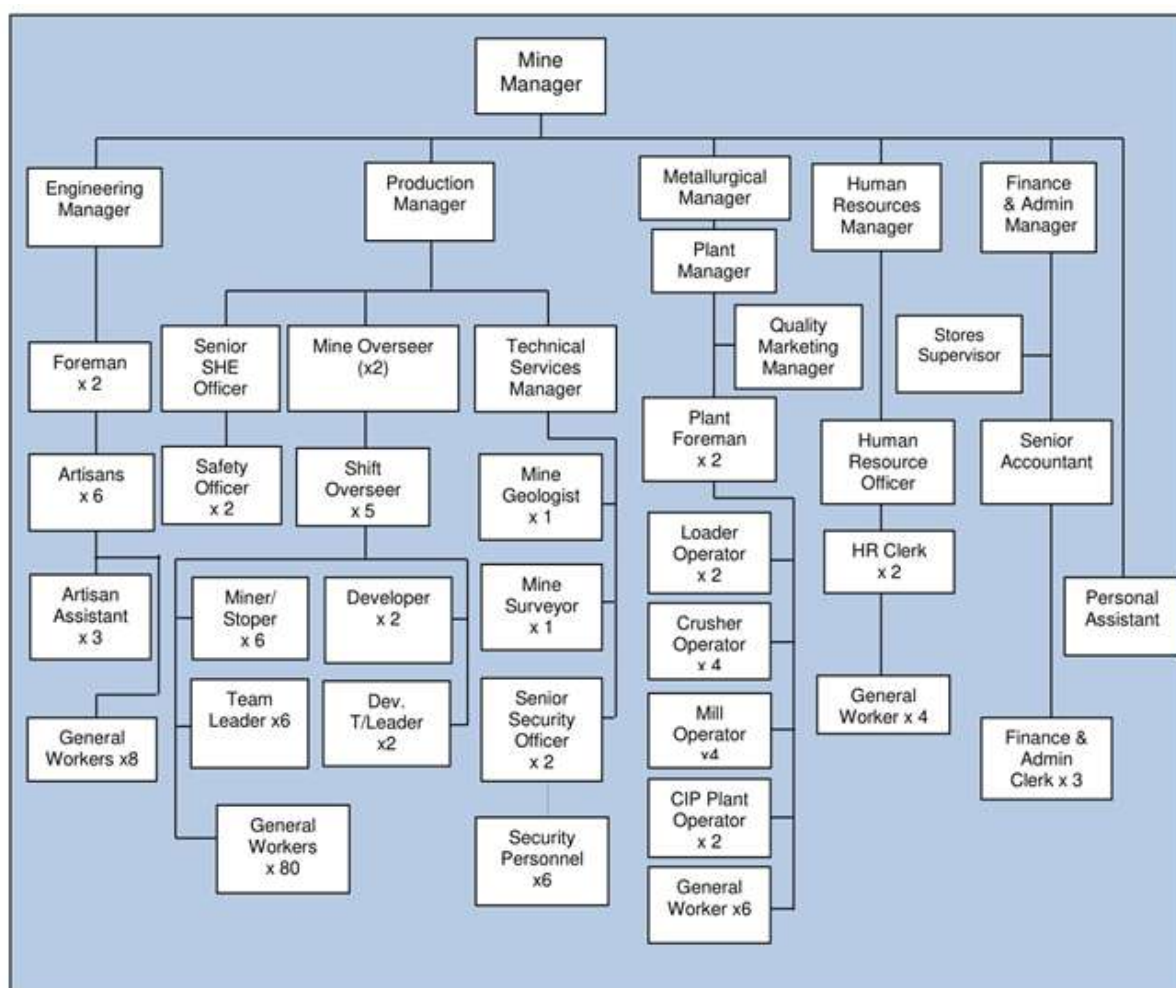 Mine
Manager
Engineering
Manager
Production
Manager
Metallurgical
Manager
Human
Resources
Manager
Finance
& Admin
Manager
Plant
Manager
Quality
Marketing
Manager
Stores
Supervisor
Foreman
x 2
Senior
SHE
Officer
Mine Overseer
(x2)
Technical
Services
Manager
Plant
Foreman
x 2
Human
Resource
Officer
Senior
Accountant
Artisans
x 6
Safety
Officer
x 2
Shift
Overseer
x 5
Mine
Geologist
x 1
Loader
Operator
x 2
HR Clerk
x 2
Artisan
Assistant
x 3
Miner/
Stoper
x 6
Developer
x 2
Mine
Surveyor
x 1
Crusher
Operator
x 4
Personal
Assistant
General
Workers x8
Team
Leader x6
Dev.
T/Leader
x2
Senior
Security
Officer
x 2
Mill
Operator
x4
General
Worker x 4
Finance &
Admin
Clerk x 3
General
Workers
x 80
Security
Personnel
x6
CIP Plant
Operator
x 2
General
Worker x6